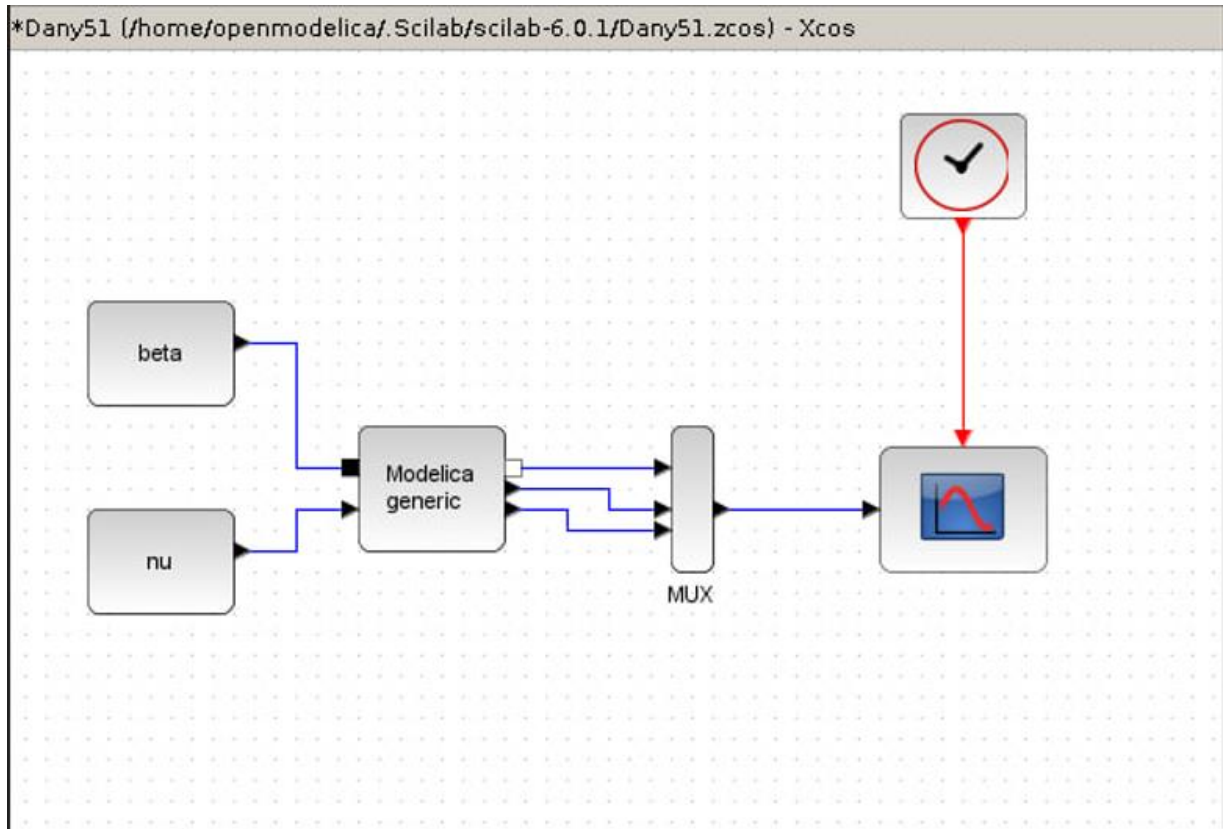 *Dany51 (/home/openmodelica/.Scilab/scilab-6.0.1/Dany51.zcos) - Xcos
beta
Modelica
generic
nu
MUX